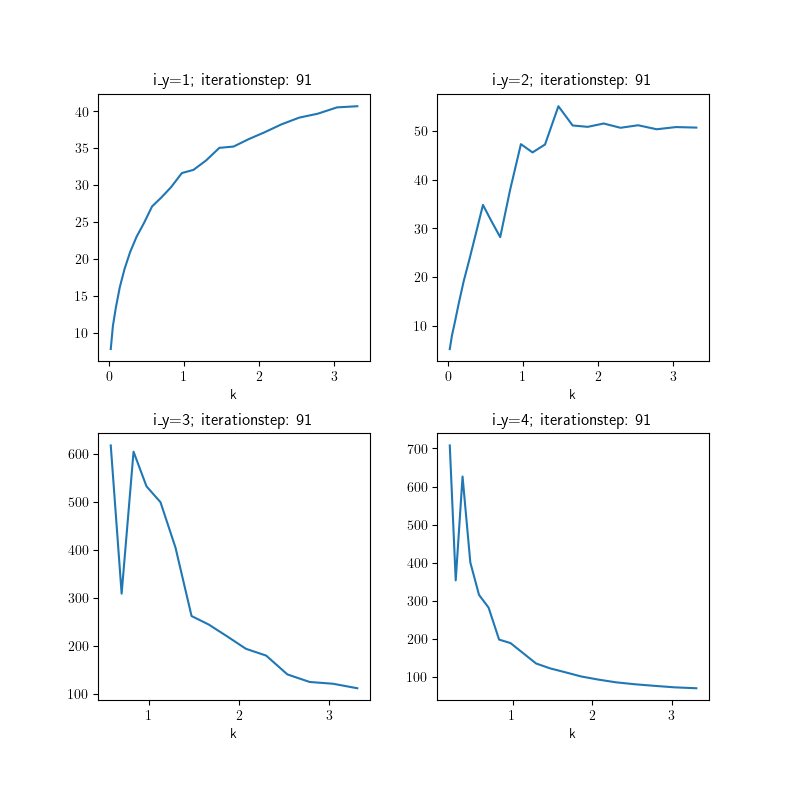 i_y=1; iterationstep: 91
40
35
30
25
20
15
10
0 1 2 3
k
i_y=2; iterationstep: 91
50
40
30
20
10
0 1 2 3
k
i_y=3; iterationstep: 91
600
500
400
300
200
100
1 2 3
k
i_y=4; iterationstep: 91
700
600
500
400
300
200
100
1 2 3
k